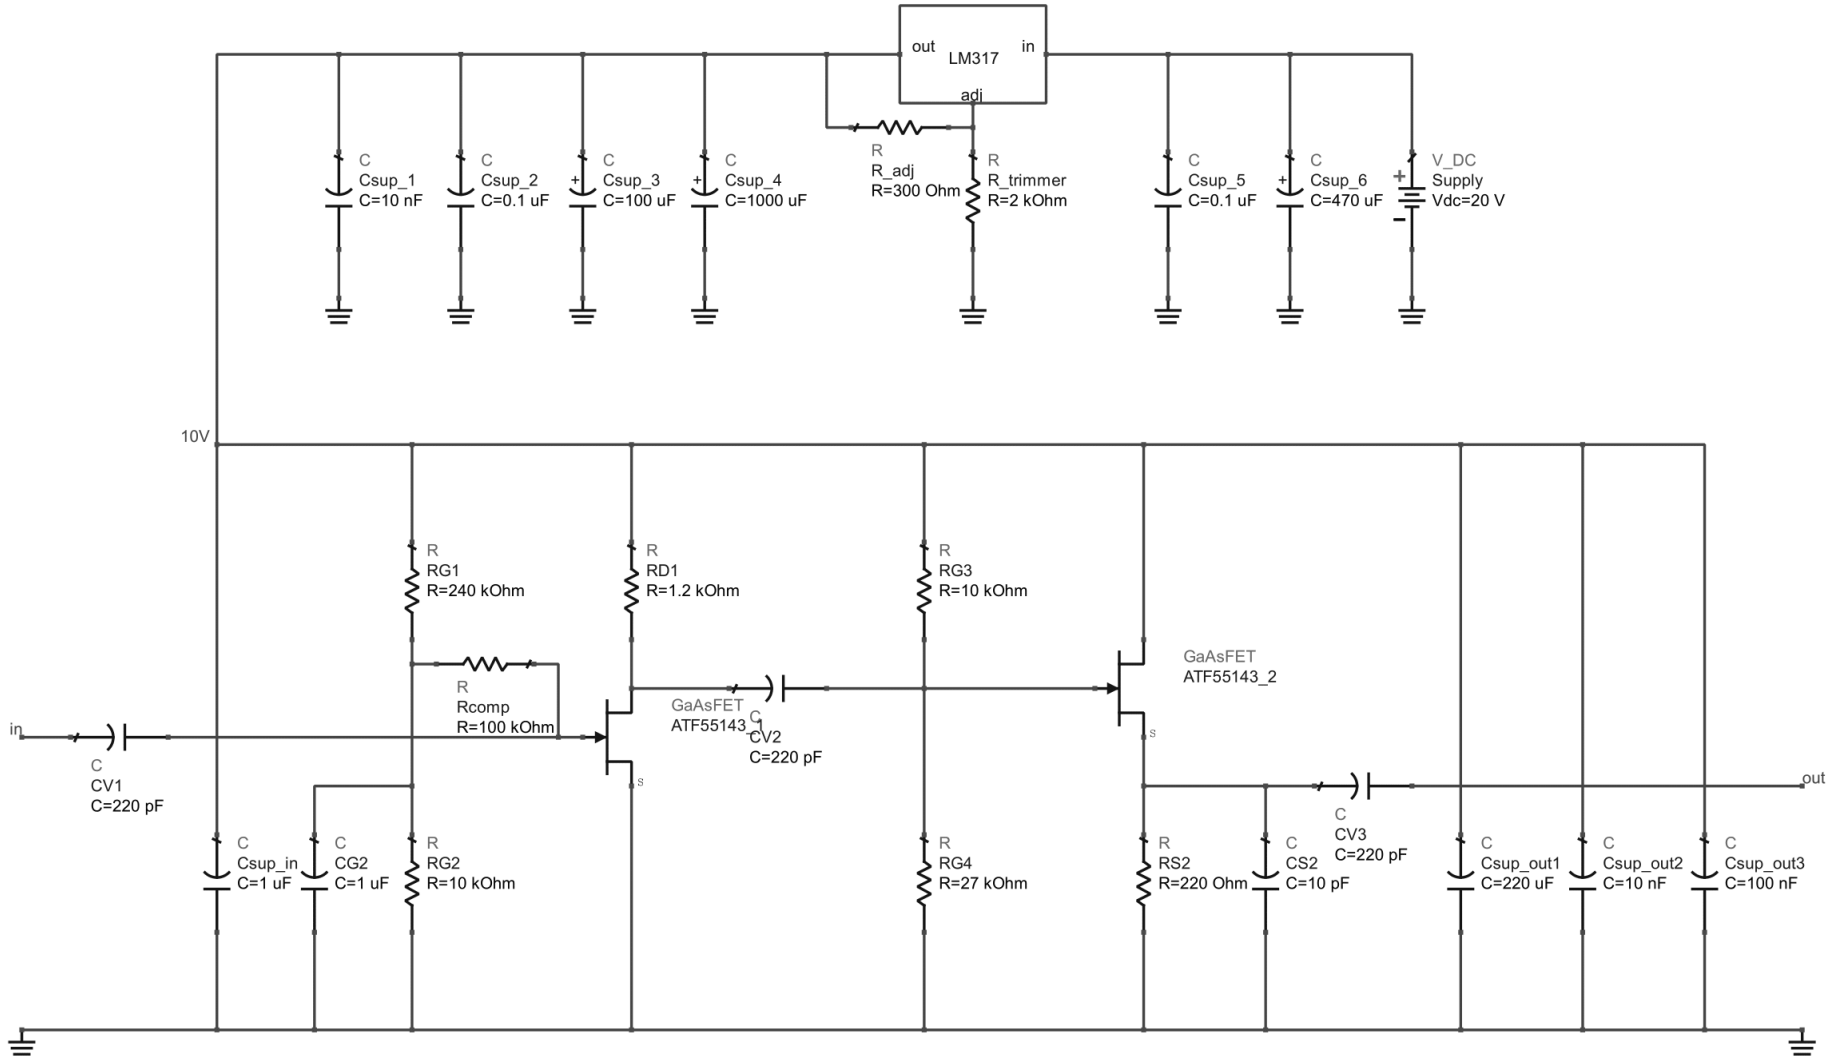 out
in
LM317
adj
C
Csup_1
C=10 nF
C
Csup_2
C=0.1 uF
C
+ Csup_3
C=100 uF
C
+ Csup_4
C=1000 uF
R
R_adj
R=300 Ohm
R
R_trimmer
R=2 kOhm
C
Csup_5
C=0.1 uF
C
+ Csup_6
C=470 uF
V_DC
+
Supply
Vdc=20 V
-
10V
R
RG1
R=240 kOhm
R
RD1
R=1.2 kOhm
R
RG3
R=10 kOhm
R
Rcomp
R=100 kOhm
GaAsFET
ATF55143_1
GaAsFET
ATF55143_2
in
C
CV1
C=220 pF
s
C
CV2
C=220 pF
s
out
C
CV3
C=220 pF
C
Csup_in
C=1 uF
C
CG2
C=1 uF
R
RG2
R=10 kOhm
R
RG4
R=27 kOhm
R
RS2
R=220 Ohm
C
CS2
C=10 pF
C
Csup_out1
C=220 uF
C
Csup_out2
C=10 nF
C
Csup_out3
C=100 nF